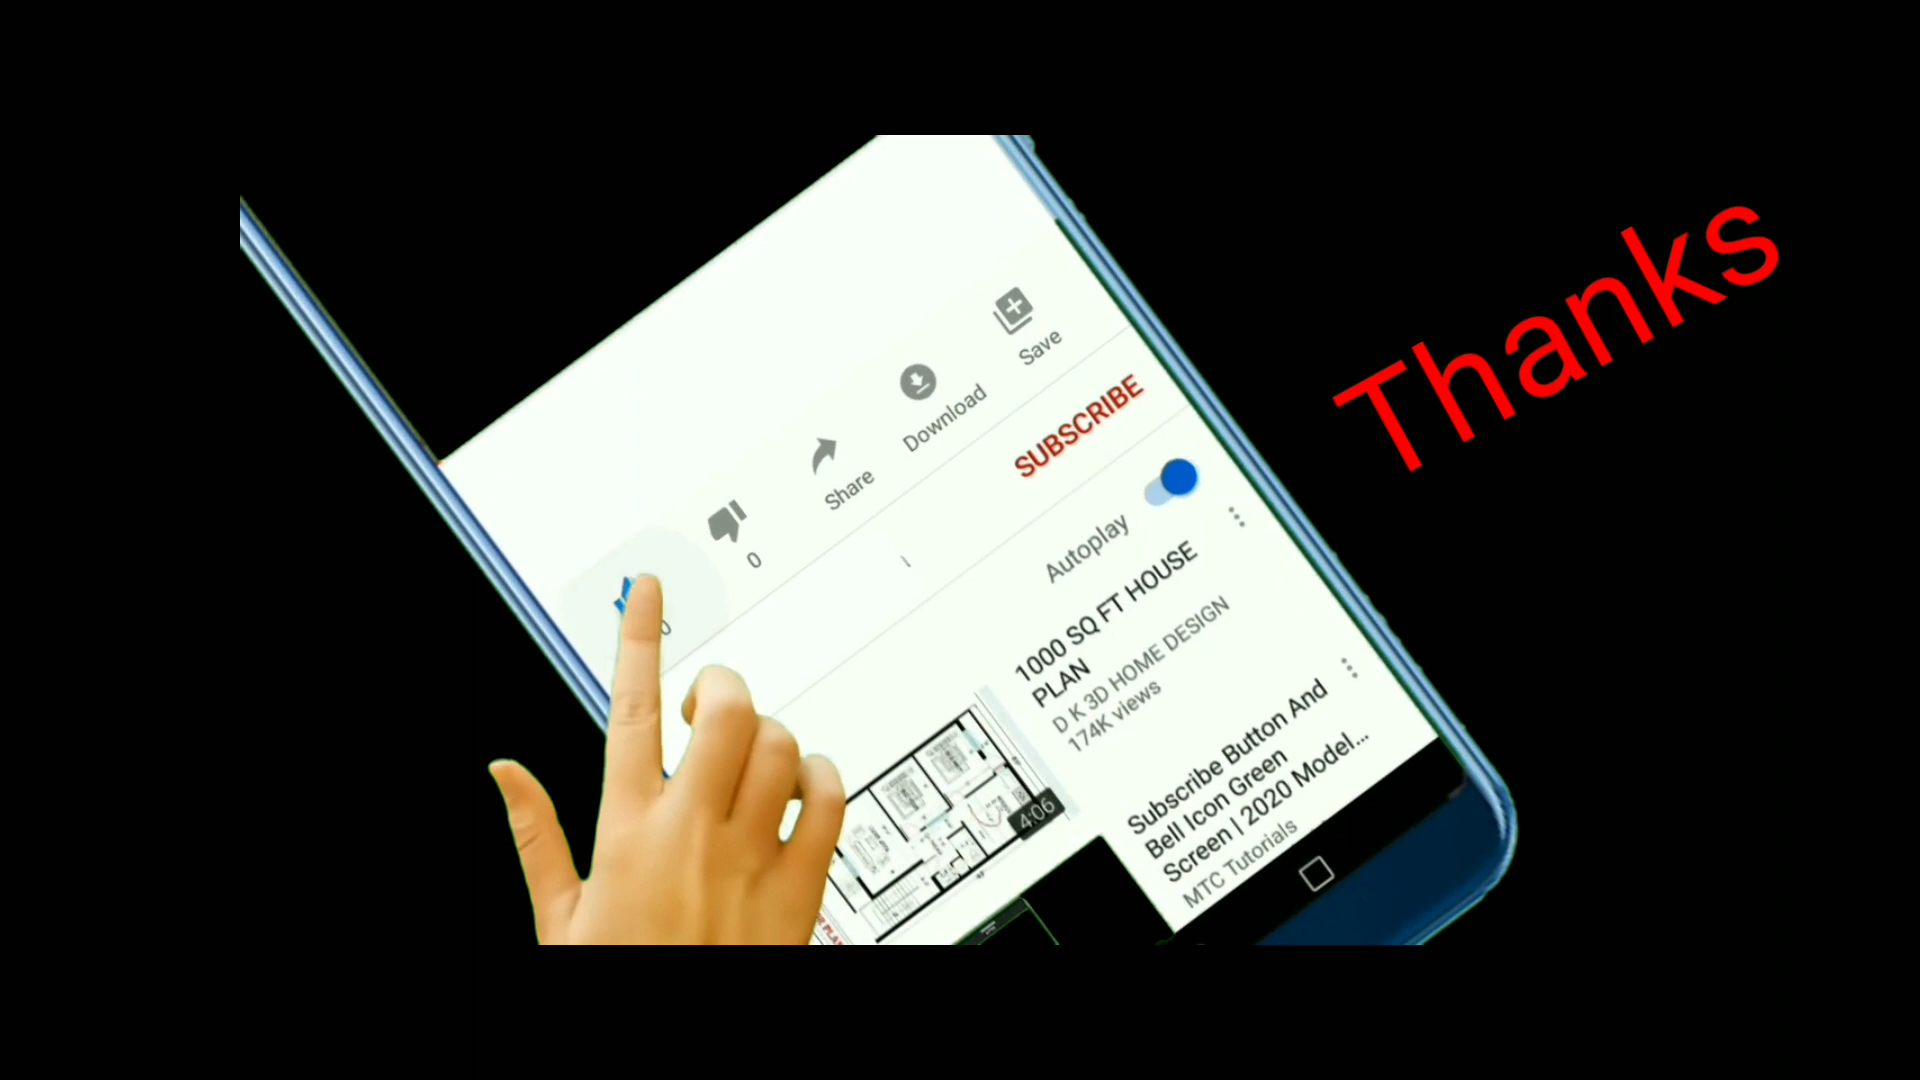 Thanks
Save
Download
Share
0
0
SUBSCRIBE
Autoplay
1000 SQ FT HOUSE
PLAN
D K 3D HOME DESIGN
174K views
4:06
Subscribe Button And
Bell Icon Green
Screen | 2020 Model...
MTC Tutorials